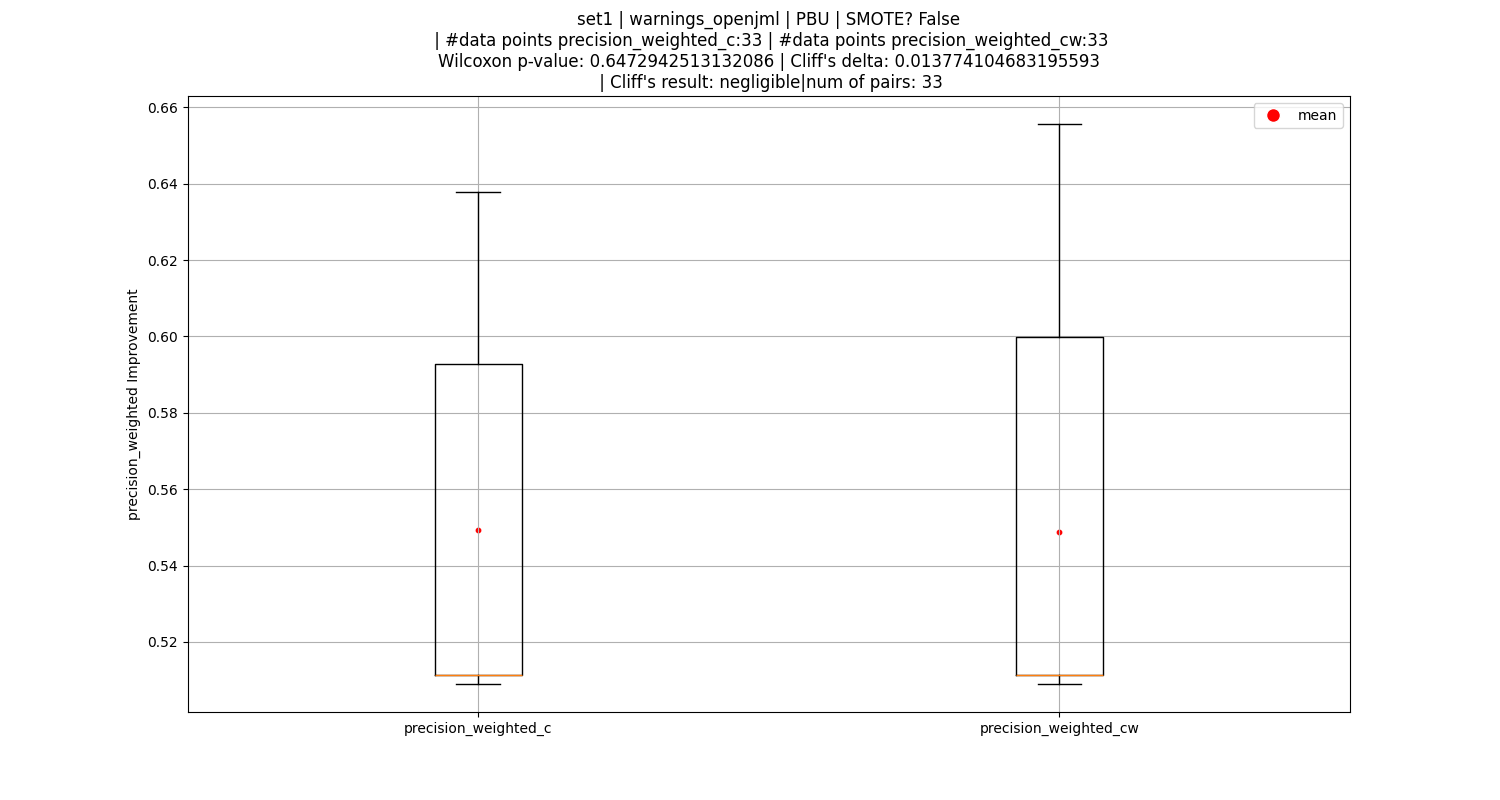 set1 | warnings_openjml | PBU | SMOTE? False
| #data points precision_weighted_c:33 | #data points precision_weighted_cw:33
Wilcoxon p-value: 0.6472942513132086 | Cliff's delta: 0.013774104683195593
| Cliff's result: negligible|num of pairs: 33
mean
0.66
0.64
0.62
0.60
0.58
0.56
0.54
0.52
precision_weighted Improvement
precision_weighted_c
precision_weighted_cw